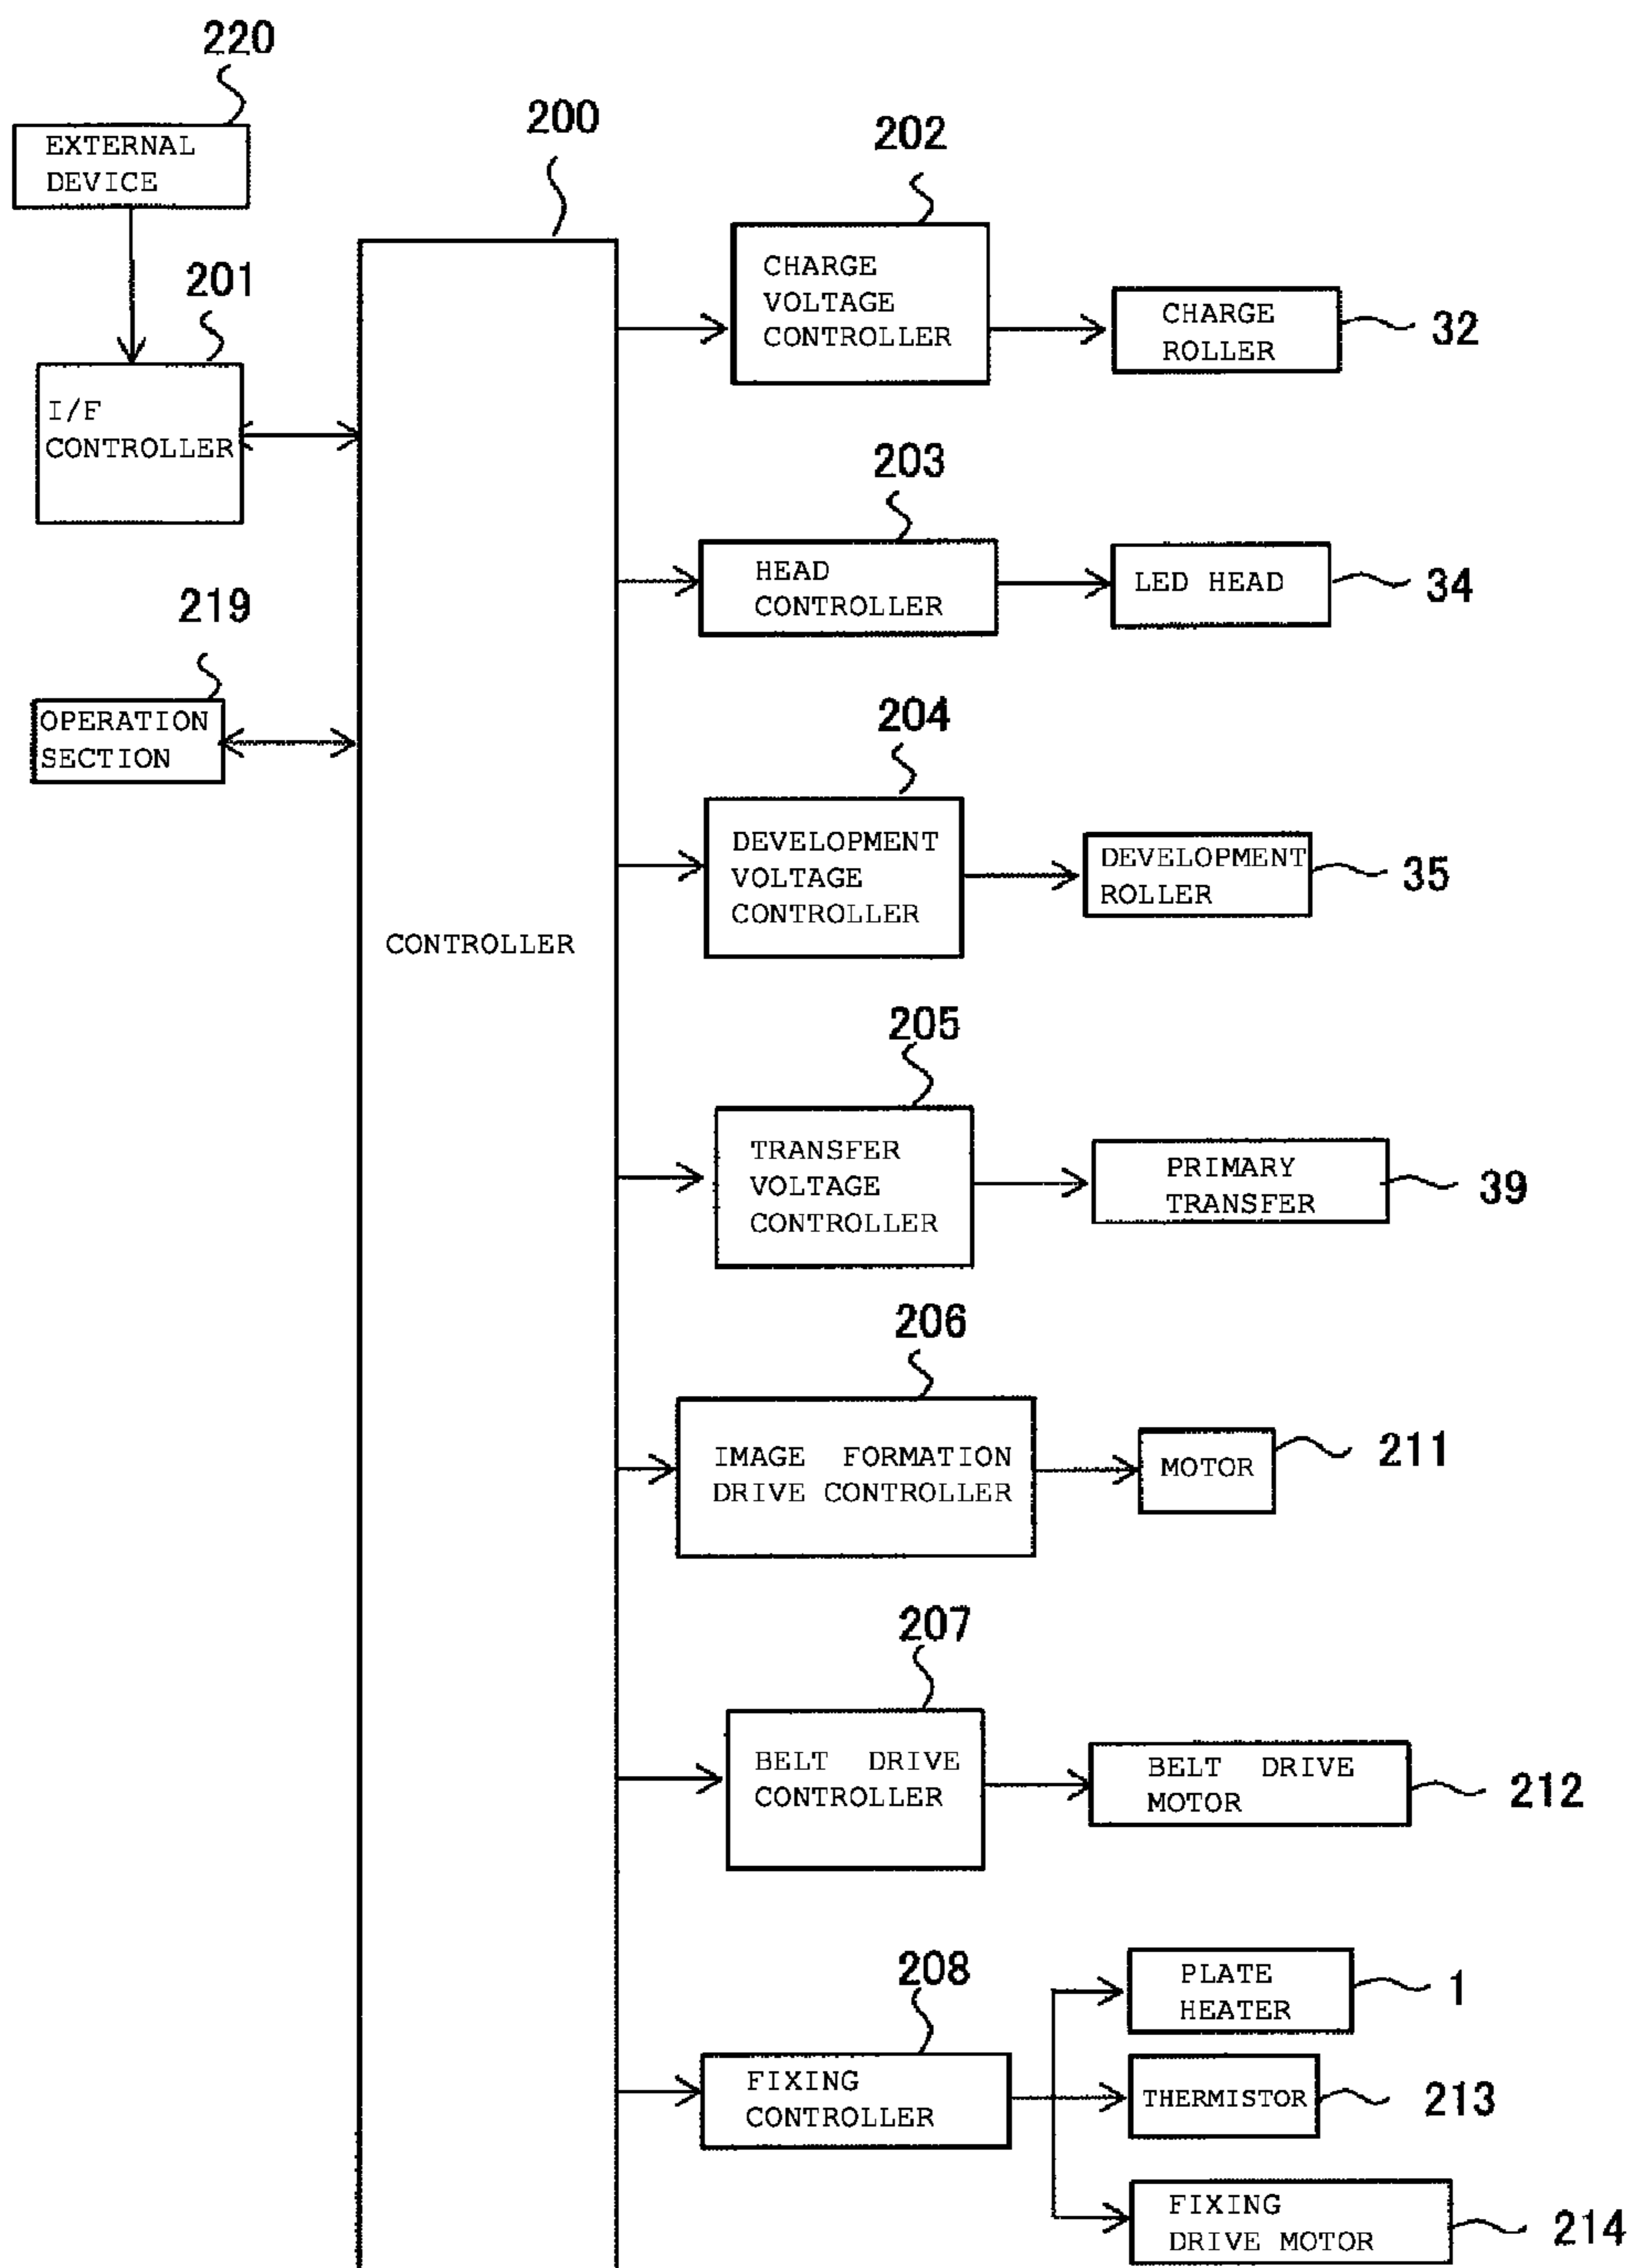 220
EXTERNAL
DEVICE
200
202
201
CHARGE
VOLTAGE
CONTROLLER
CHARGE
ROLLER
32
I/F
CONTROLLER
203
HEAD
CONTROLLER
LED HEAD
34
219
OPERATION
SECTION
204
DEVELOPMENT
VOLTAGE
CONTROLLER
DEVELOPMENT
ROLLER
35
CONTROLLER
205
TRANSFER
VOLTAGE
CONTROLLER
PRIMARY
TRANSFER
39
206
IMAGE FORMATION
DRIVE CONTROLLER
MOTOR
211
207
BELT DRIVE
CONTROLLER
BELT DRIVE
MOTOR
212
208
FIXING
CONTROLLER
PLATE
HEATER
1
THERMISTOR
213
FIXING
DRIVE MOTOR
214